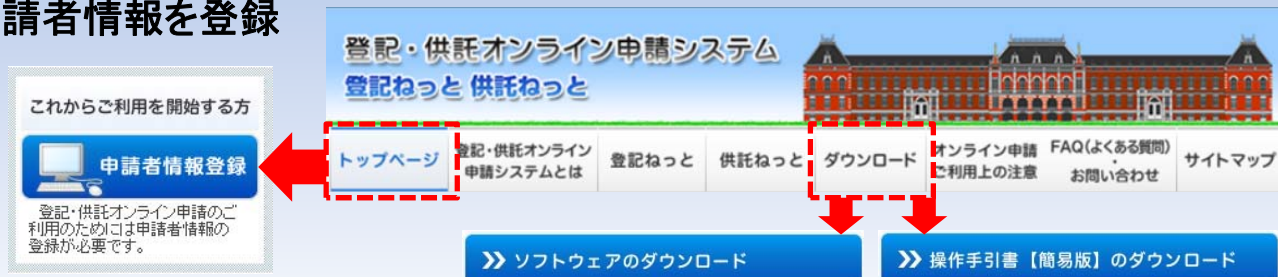 請者情報を登録
これからご利用を開始する方
申請者情報登録
登記・供託オンライン申請のご
利用のためには申請者情報の
登録が必要です。
登記・供託オンライン申請システム
登記ねっと 供託ねっと
トップページ
登記・供託オンライン
申請システムとは
登記ねっと
供託ねっと
ダウンロード
オンライン申請
ご利用上の注意
FAQ(よくある質問)
・
お問い合わせ
サイトマップ
ソフトウェアのダウンロード
操作手引書【簡易版】のダウンロード